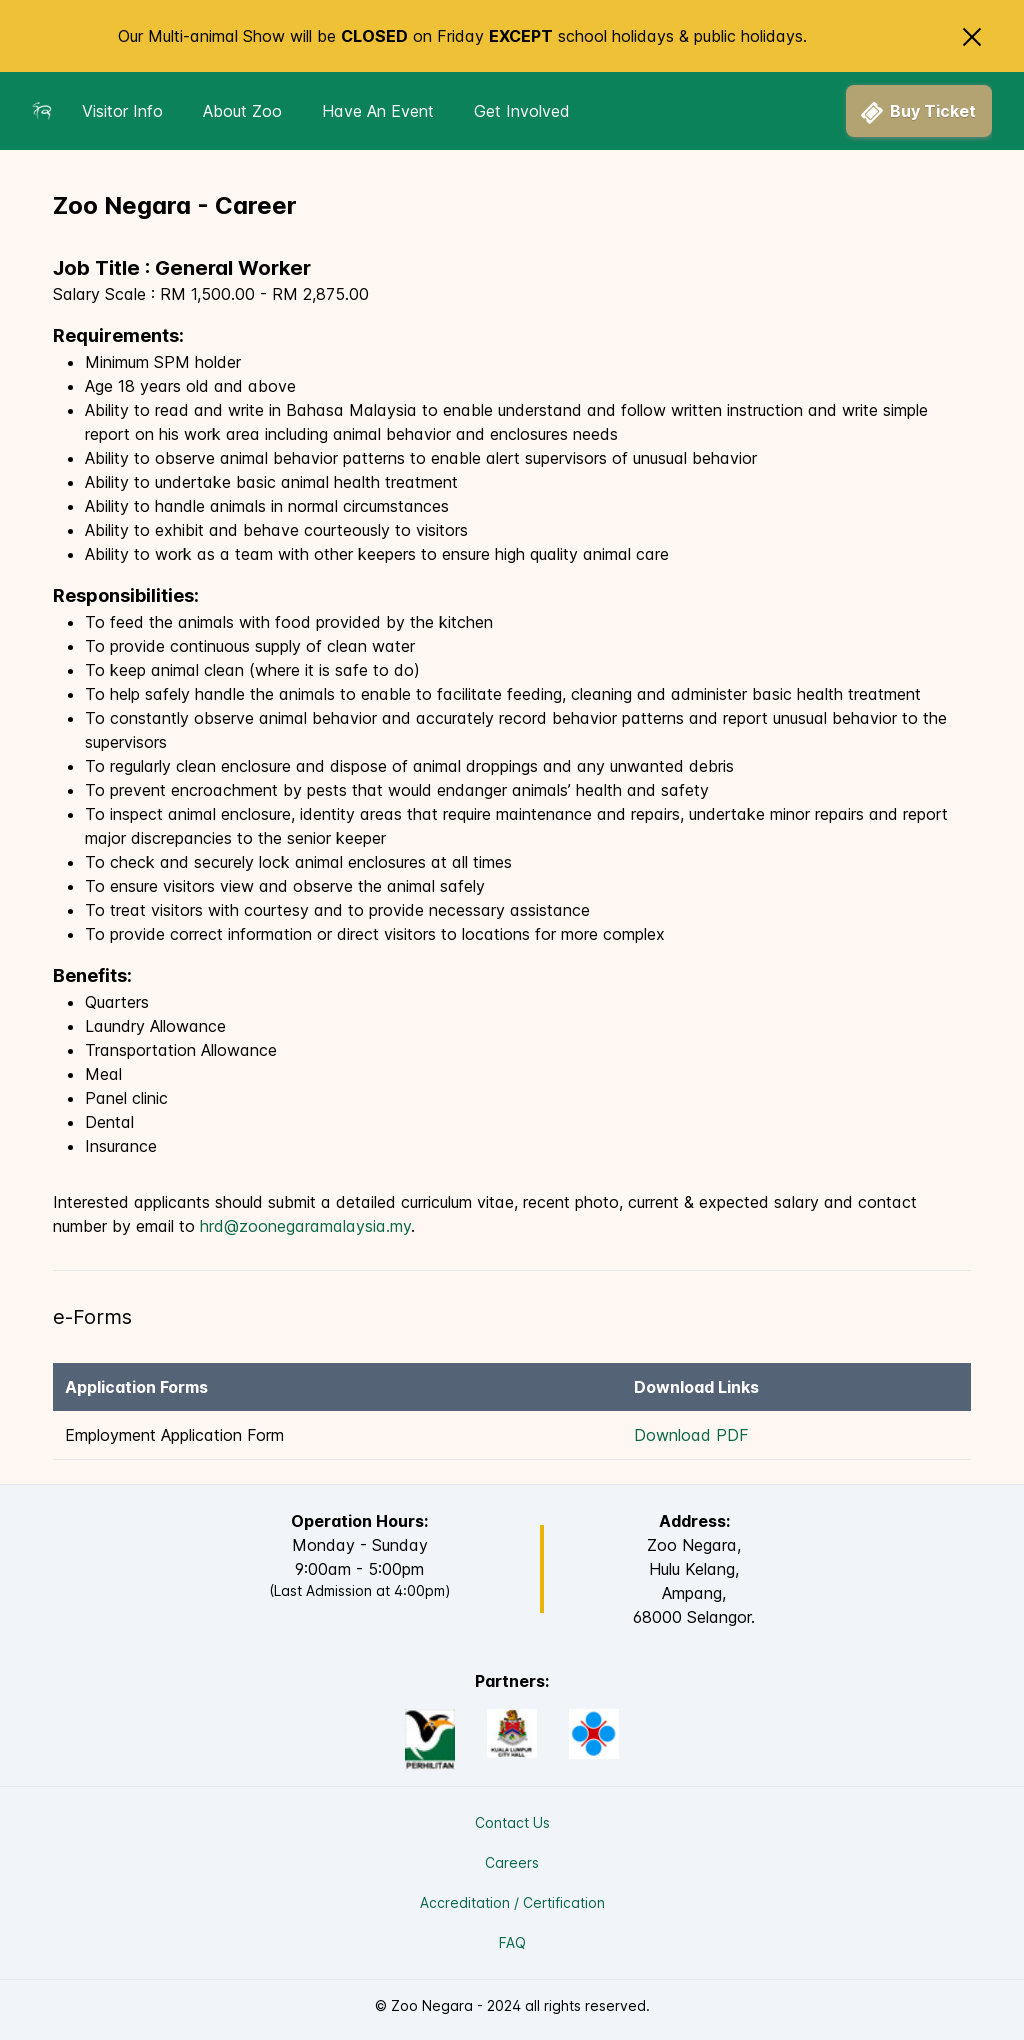 Our Multi-animal Show will be CLOSED on Friday EXCEPT school holidays & public holidays.
Visitor Info
About Zoo
Have An Event
Get Involved
Buy Ticket
Zoo Negara - Career
Job Title : General Worker
Salary Scale : RM 1,500.00 - RM 2,875.00
Requirements:
Minimum SPM holder
Age 18 years old and above
Ability to read and write in Bahasa Malaysia to enable understand and follow written instruction and write simple
report on his work area including animal behavior and enclosures needs
Ability to observe animal behavior patterns to enable alert supervisors of unusual behavior
Ability to undertake basic animal health treatment
Ability to handle animals in normal circumstances
Ability to exhibit and behave courteously to visitors
Ability to work as a team with other keepers to ensure high quality animal care
Responsibilities:
To feed the animals with food provided by the kitchen
To provide continuous supply of clean water
To keep animal clean (where it is safe to do)
To help safely handle the animals to enable to facilitate feeding, cleaning and administer basic health treatment
To constantly observe animal behavior and accurately record behavior patterns and report unusual behavior to the
supervisors
To regularly clean enclosure and dispose of animal droppings and any unwanted debris
To prevent encroachment by pests that would endanger animals’ health and safety
To inspect animal enclosure, identity areas that require maintenance and repairs, undertake minor repairs and report
major discrepancies to the senior keeper
To check and securely lock animal enclosures at all times
To ensure visitors view and observe the animal safely
To treat visitors with courtesy and to provide necessary assistance
To provide correct information or direct visitors to locations for more complex
Benefits:
Quarters
Laundry Allowance
Transportation Allowance
Meal
Panel clinic
Dental
Insurance
Interested applicants should submit a detailed curriculum vitae, recent photo, current & expected salary and contact
number by email to hrd@zoonegaramalaysia.my.
e-Forms
Application Forms
Download Links
Employment Application Form
Download PDF
Operation Hours:
Monday - Sunday
9:00am - 5:00pm
(Last Admission at 4:00pm)
Address:
Zoo Negara,
Hulu Kelang,
Ampang,
68000 Selangor.
Partners:
PERHILITAN
KUALA LUMPUR
CITY HALL
Contact Us
Careers
Accreditation / Certification
FAQ
© Zoo Negara - 2024 all rights reserved.